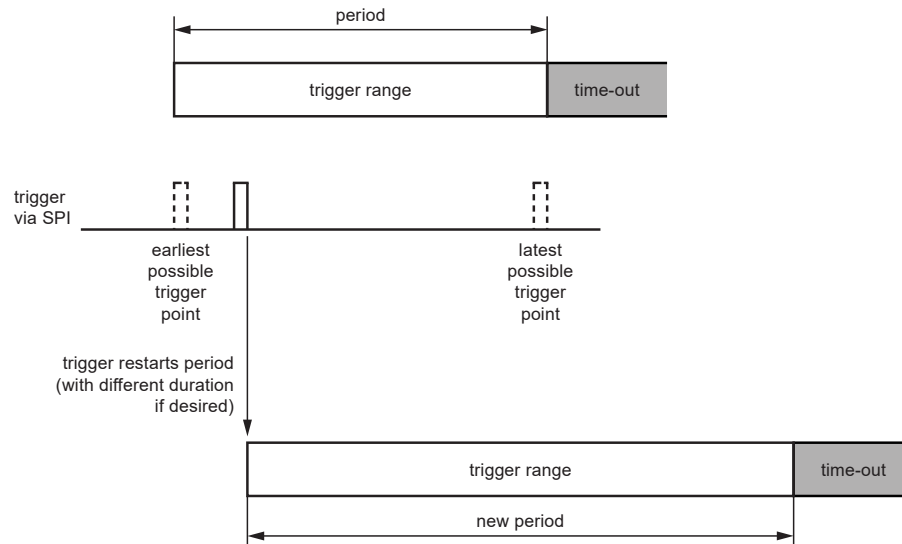 period
trigger range
time-out
trigger
via SPI
earliest
possible
trigger
point
latest
possible
trigger
point
trigger restarts period
(with different duration
if desired)
trigger range
time-out
new period